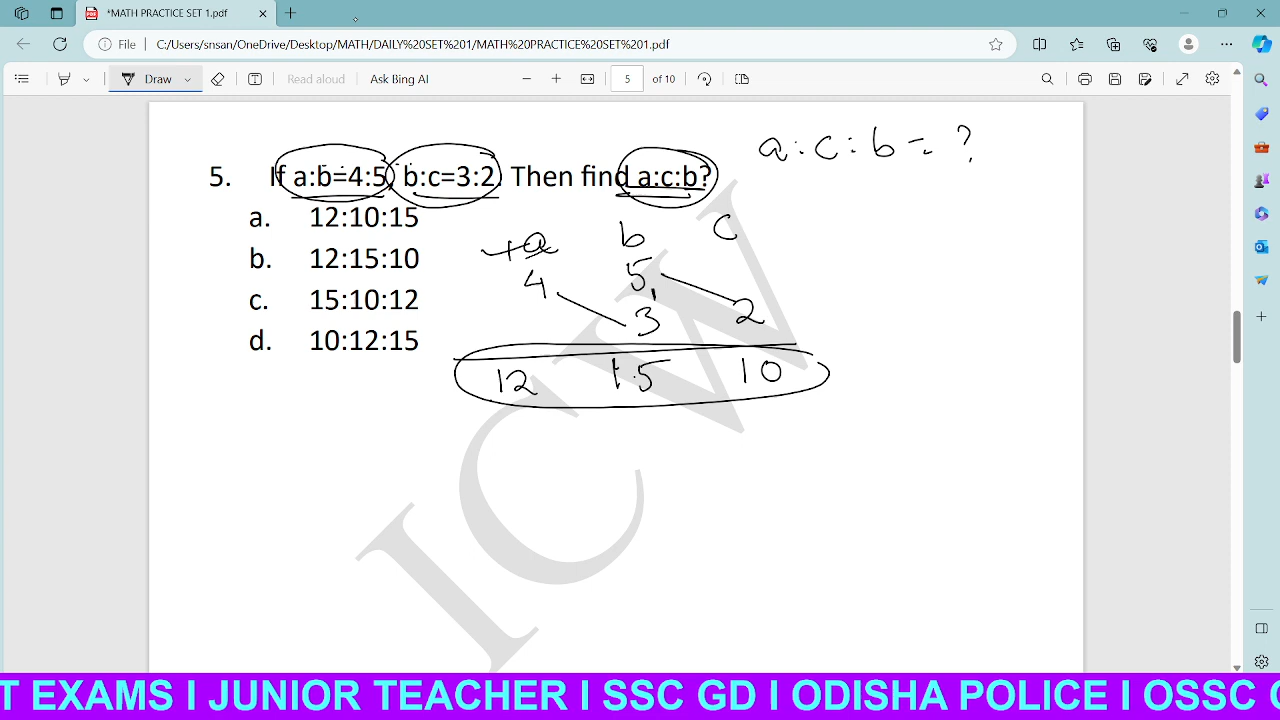 *MATH PRACTICE SET 1.pdf
File C:/Users/snsan/OneDrive/Desktop/MATH/DAILY%20SET%201/MATH%20PRACTICE%20SET%201.pdf
Draw Read aloud Ask Bing AI 5 of 10
a:c:b = ?
5. If a:b=4:5, b:c=3:2. Then find a:c:b?
a. 12:10:15
b. 12:15:10
c. 15:10:12
d. 10:12:15
a b c
4 5
3 2
12 15 10
ICW
T EXAMS I JUNIOR TEACHER I SSC GD I ODISHA POLICE I OSSC